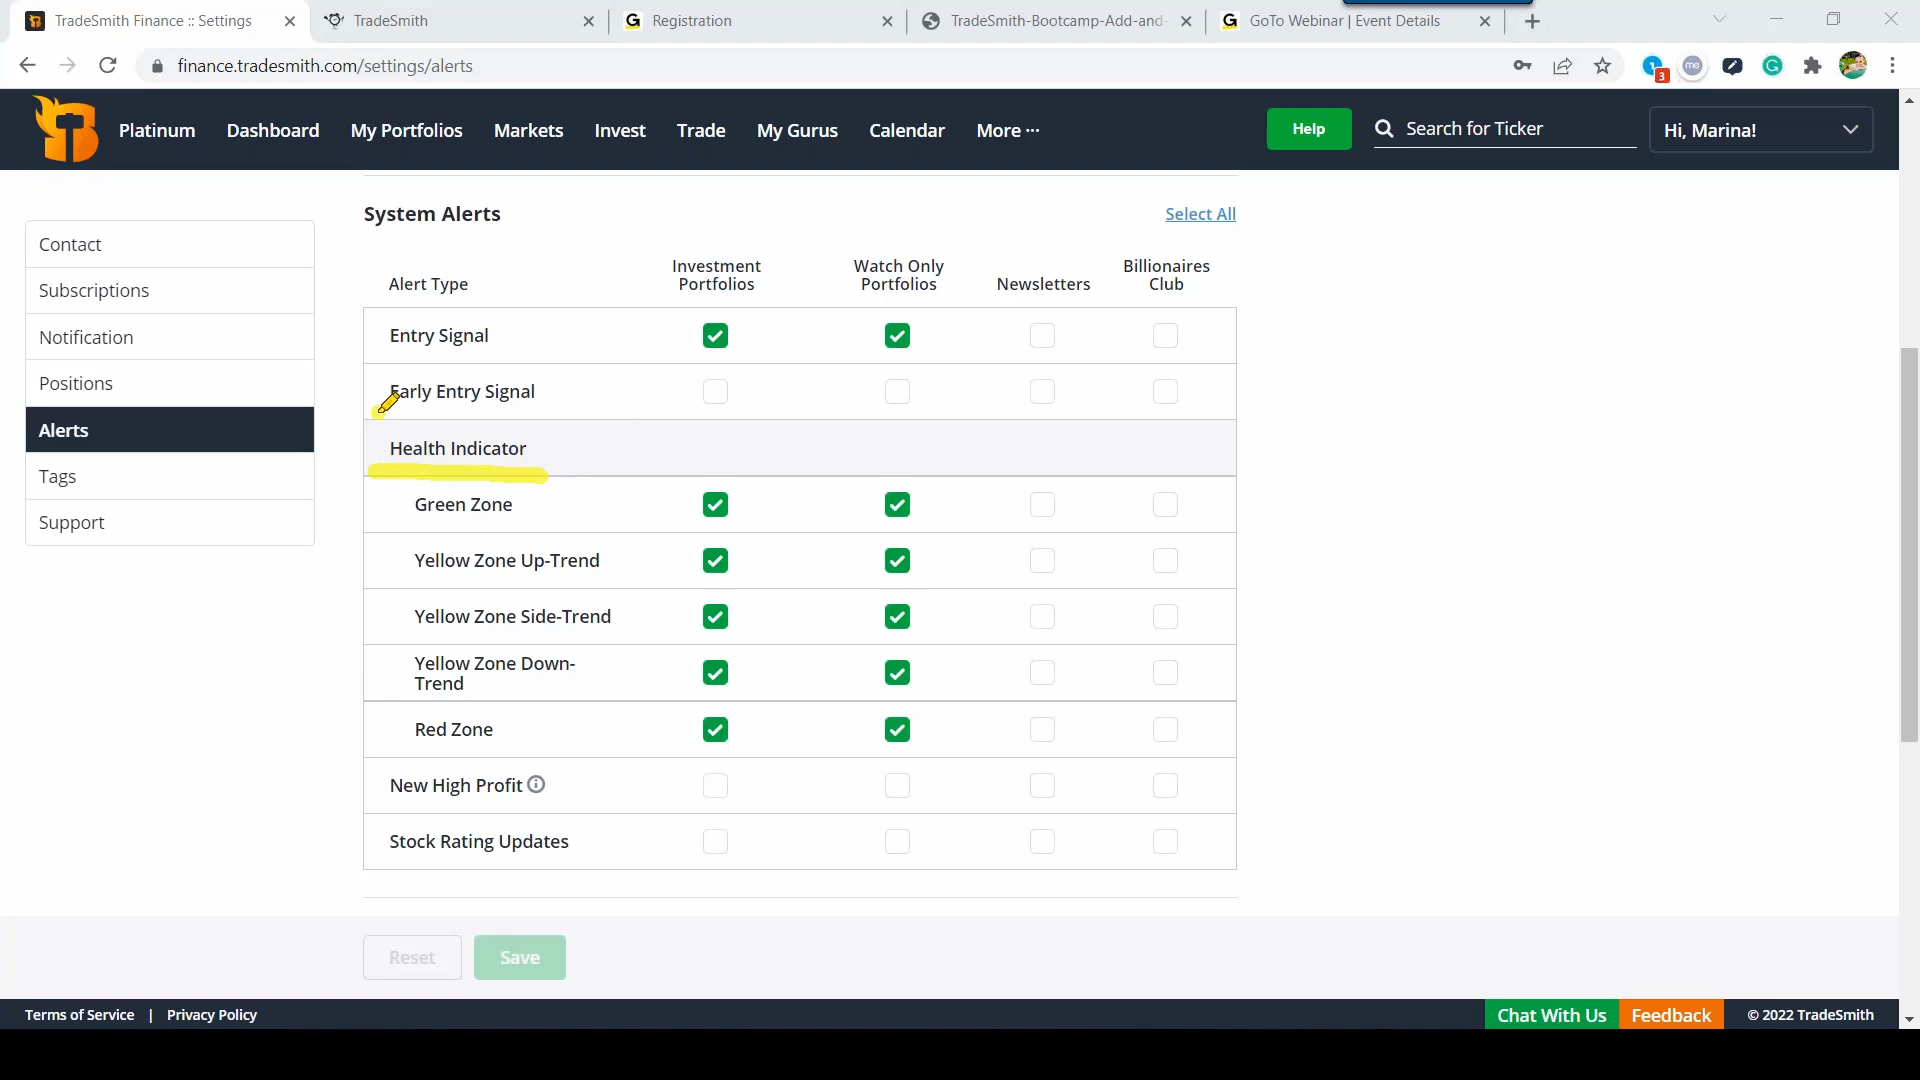 TradeSmith Finance :: Settings
TradeSmith
Registration
TradeSmith-Bootcamp-Add-and-
GoTo Webinar | Event Details
finance.tradesmith.com/settings/alerts
3
me
Platinum
Dashboard
My Portfolios
Markets
Invest
Trade
My Gurus
Calendar
More ···
Help
Search for Ticker
Hi, Marina!
Contact
Subscriptions
Notification
Positions
Alerts
Tags
Support
System Alerts
Select All
Alert Type
Investment
Portfolios
Watch Only
Portfolios
Newsletters
Billionaires
Club
Entry Signal
Early Entry Signal
Health Indicator
Green Zone
Yellow Zone Up-Trend
Yellow Zone Side-Trend
Yellow Zone Down-
Trend
Red Zone
New High Profit
Stock Rating Updates
Reset
Save
Terms of Service | Privacy Policy
Chat With Us
Feedback
© 2022 TradeSmith